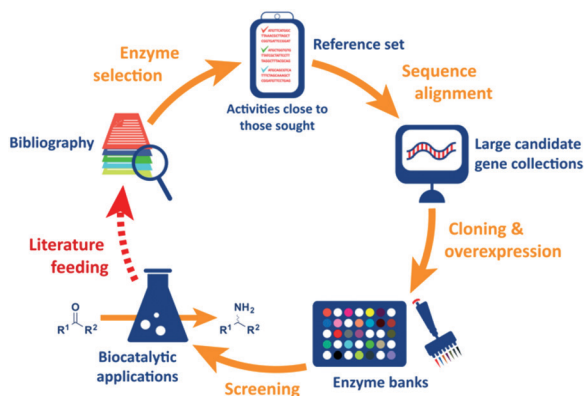 Enzyme
selection
Reference set
Activities close to
those sought
Sequence
alignment
Bibliography
Large candidate
gene collections
Literature
feeding
Cloning &
overexpression
O
R¹ R²
NH₂
R¹ R²
Biocatalytic
applications
Screening
Enzyme banks